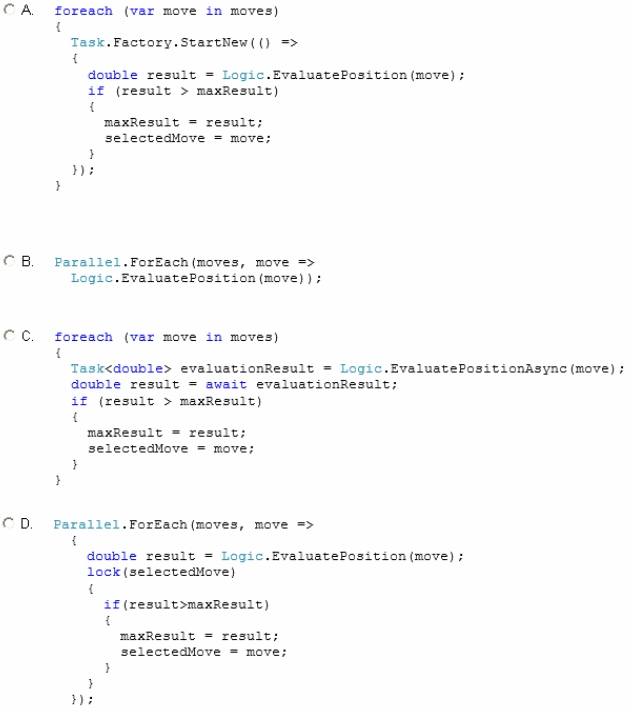 A. foreach (var move in moves)
{
Task.Factory.StartNew(() =>
{
double result = Logic.EvaluatePosition(move);
if (result > maxResult)
{
maxResult = result;
selectedMove = move;
}
});
}
B. Parallel.ForEach(moves, move =>
Logic.EvaluatePosition(move));
C. foreach (var move in moves)
{
Task<double> evaluationResult = Logic.EvaluatePositionAsync(move);
double result = await evaluationResult;
if (result > maxResult)
{
maxResult = result;
selectedMove = move;
}
}
D. Parallel.ForEach(moves, move =>
{
double result = Logic.EvaluatePosition(move);
lock(selectedMove)
{
if(result>maxResult)
{
maxResult = result;
selectedMove = move;
}
}
});